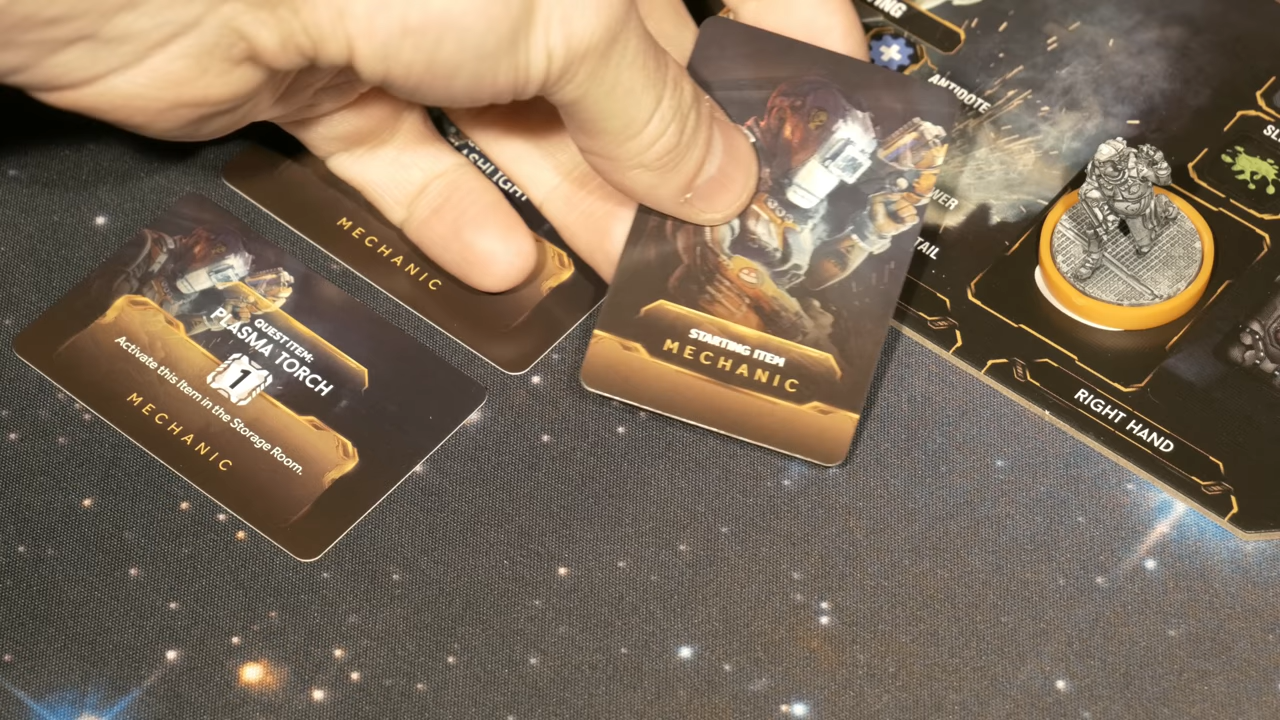 QUEST ITEM:
PLASMA TORCH
1
Activate this Item in the Storage Room.
MECHANIC
MECHANIC
STARTING ITEM
MECHANIC
ANTIDOTE
RIGHT HAND